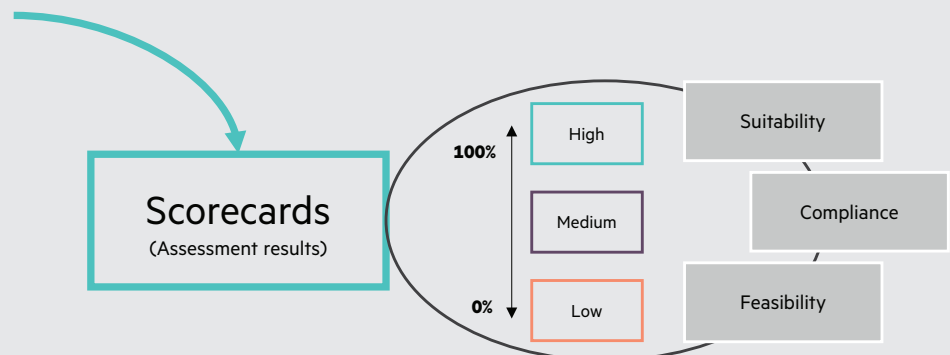 Scorecards
(Assessment results)
100%
0%
High
Medium
Low
Suitability
Compliance
Feasibility